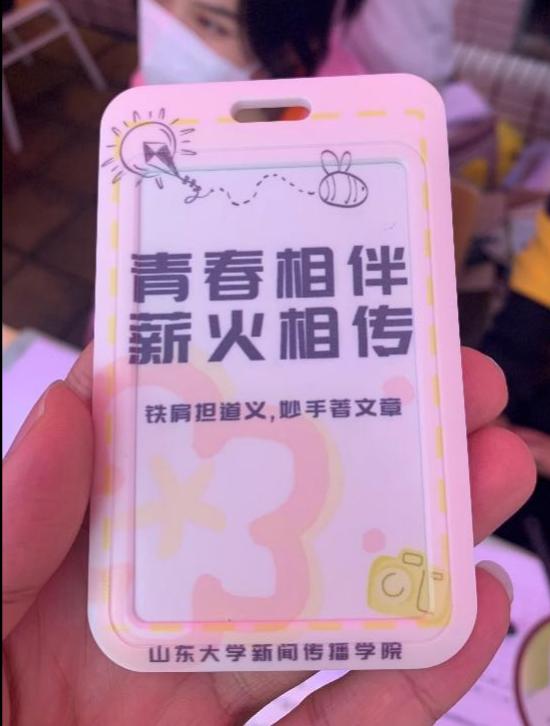 青春相伴
薪火相传
铁肩担道义,妙手著文章
3
山东大学新闻传播学院